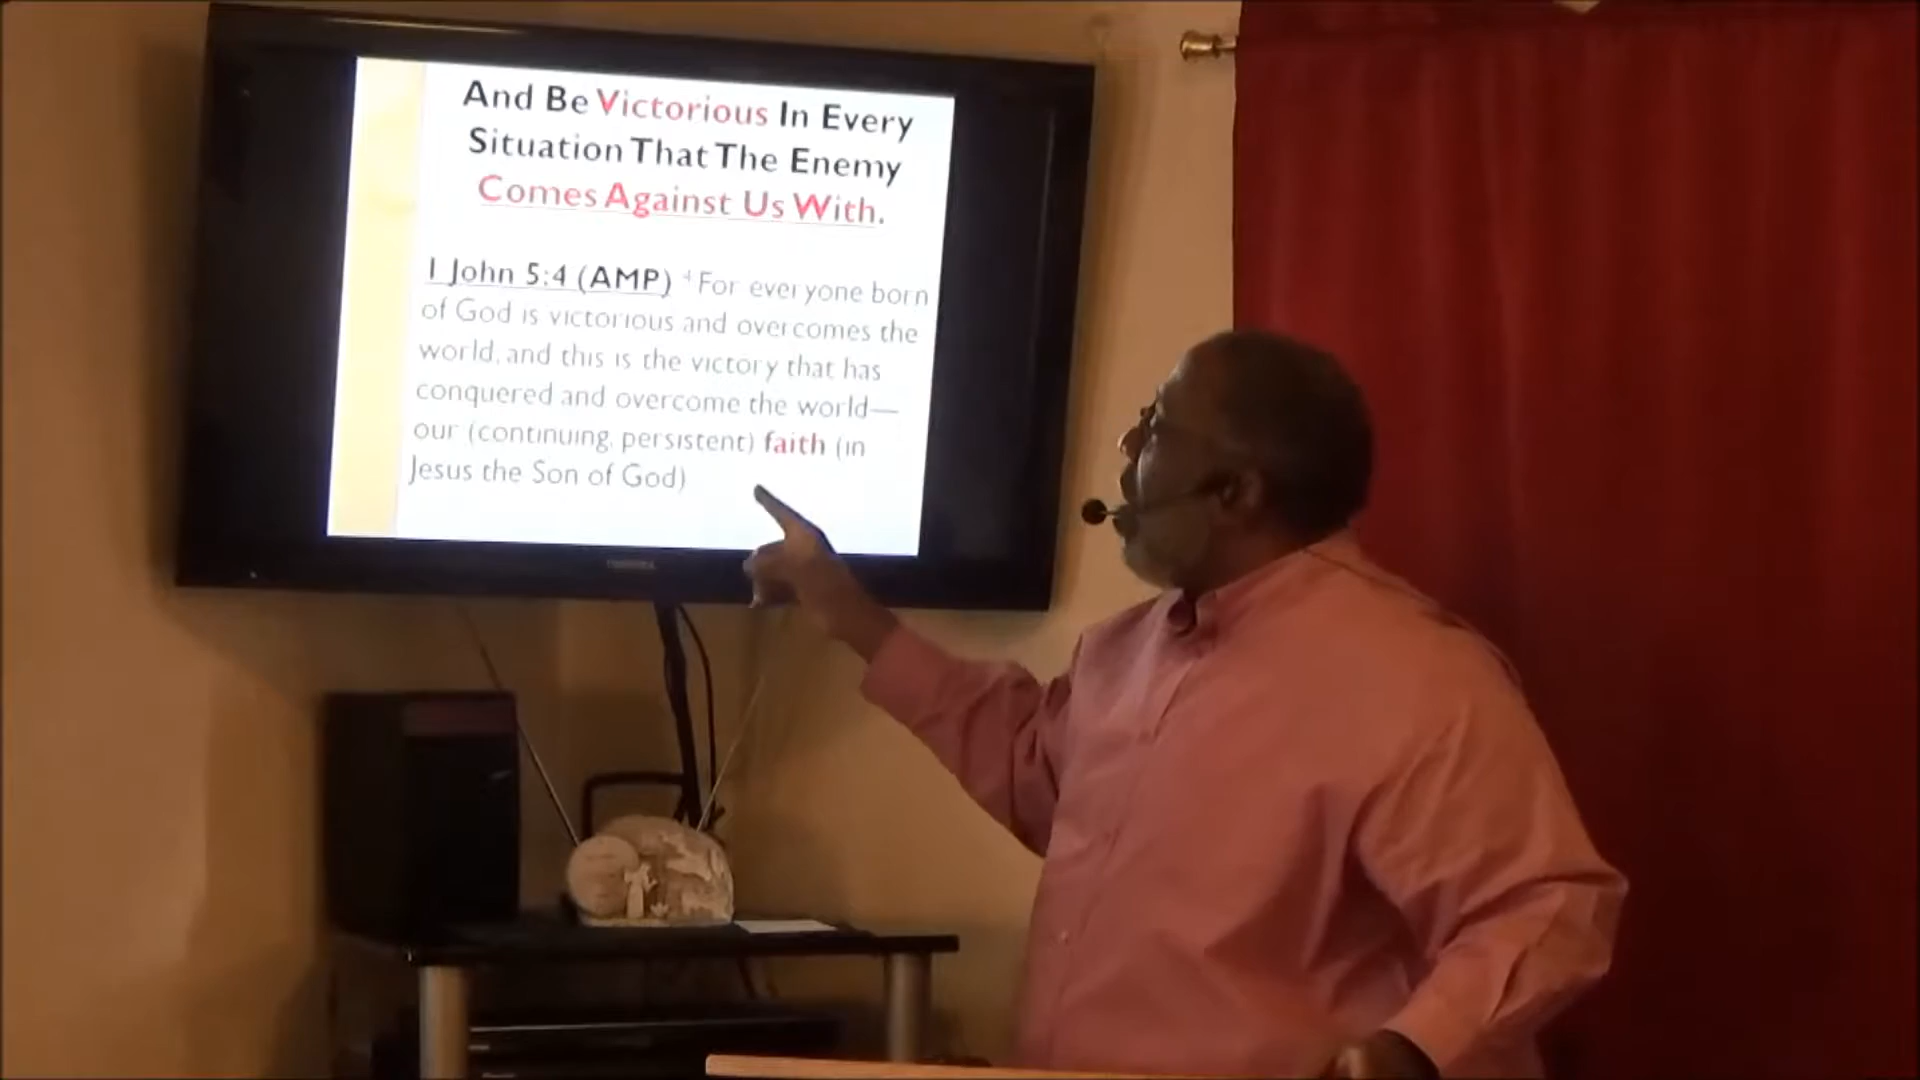 And Be Victorious In Every
Situation That The Enemy
Comes Against Us With.
1 John 5:4 (AMP) 4 For everyone born
of God is victorious and overcomes the
world, and this is the victory that has
conquered and overcome the world—
our (continuing, persistent) faith (in
Jesus the Son of God)